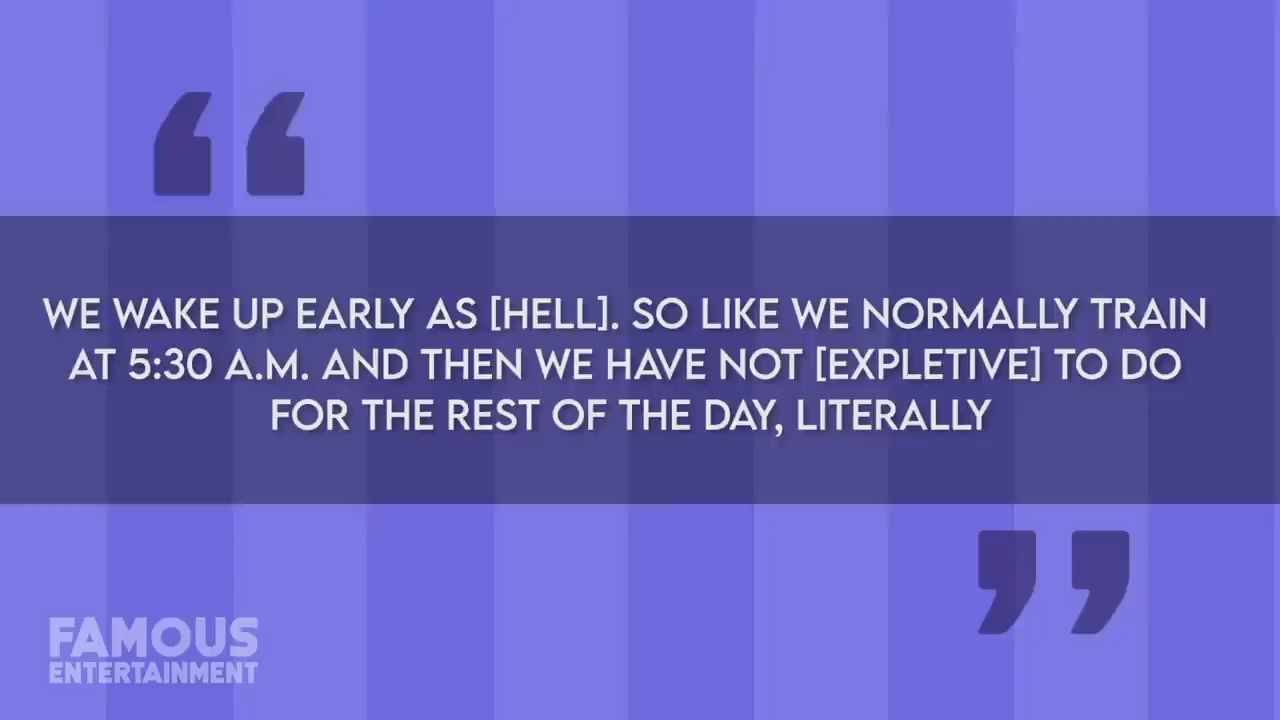 WE WAKE UP EARLY AS [HELL]. SO LIKE WE NORMALLY TRAIN
AT 5:30 A.M. AND THEN WE HAVE NOT [EXPLETIVE] TO DO
FOR THE REST OF THE DAY, LITERALLY
FAMOUS
ENTERTAINMENT